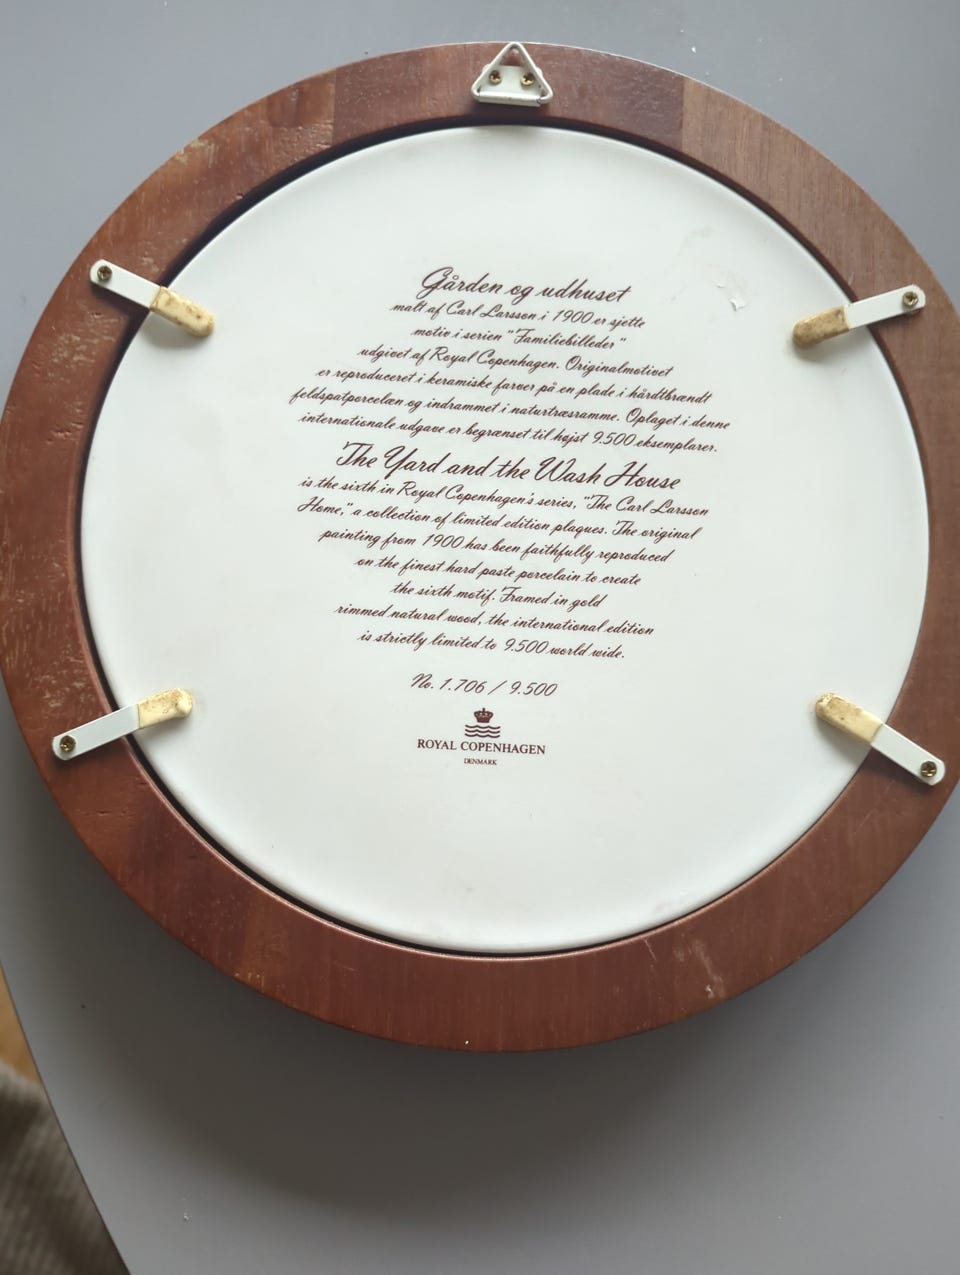 Gården og udhuset
malt af Carl Larsson i 1900 er sjette
motiv i serien "Familiebilleder"
udgivet af Royal Copenhagen. Originalmotivet
er reproduceret i keramiske farver på en plade i hårdtbrændt
feldspatporcelæn og indrammet i naturtræsramme. Oplaget i denne
internationale udgave er begrænset til højst 9.500 eksemplarer.
The Yard and the Wash House
is the sixth in Royal Copenhagen's series, "The Carl Larsson
Home," a collection of limited edition plaques. The original
painting from 1900 has been faithfully reproduced
on the finest hard paste porcelain to create
the sixth motif. Framed in gold
rimmed natural wood, the international edition
is strictly limited to 9.500 world wide.
No. 1.706 / 9.500
ROYAL COPENHAGEN
DENMARK